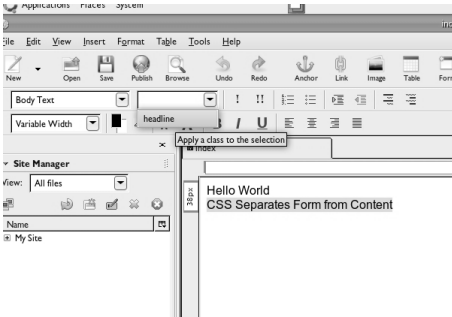 Applications Places System
File Edit View Insert Format Table Tools Help
New Open Save Publish Browse Undo Redo Anchor Link Image Table Form
Body Text ! !!
Variable Width headline B I U
Apply a class to the selection
Index
Site Manager
View: All files
38px
Hello World
CSS Separates Form from Content
Name
My Site